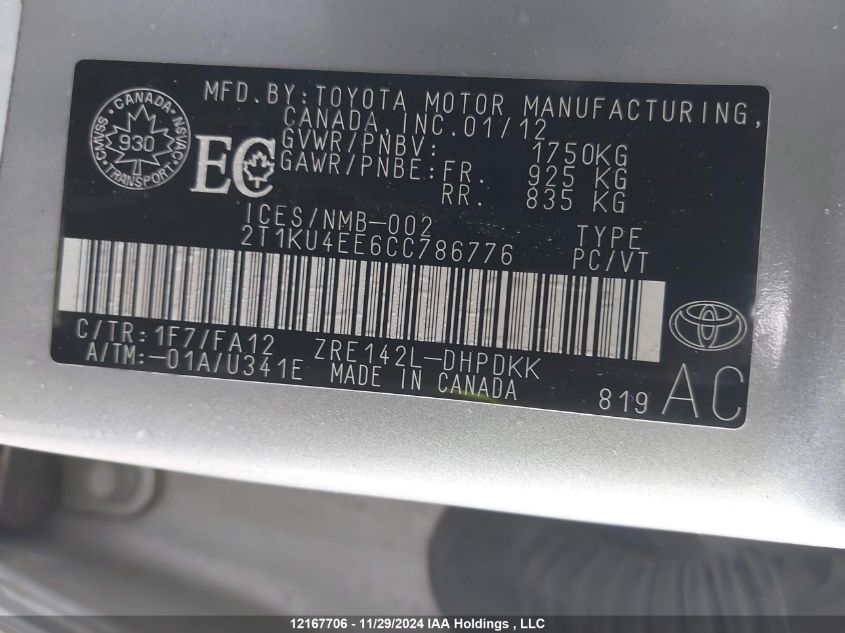 MFD.BY:TOYOTA MOTOR MANUFACTURING,
CANADA,INC.01/12
GVWR/PNBV: 1750KG
GAWR/PNBE:FR. 925 KG
RR. 835 KG
CANADA
CMVSS 930 NSVAC
TRANSPORT
EC
ICES/NMB-002
2T1KU4EE6CC786776
TYPE
PC/VT
C/TR:1F7/FA12 ZRE142L-DHPDKK
A/TM:-01A/U341E MADE IN CANADA
819 AC
12167706 - 11/29/2024 IAA Holdings , LLC